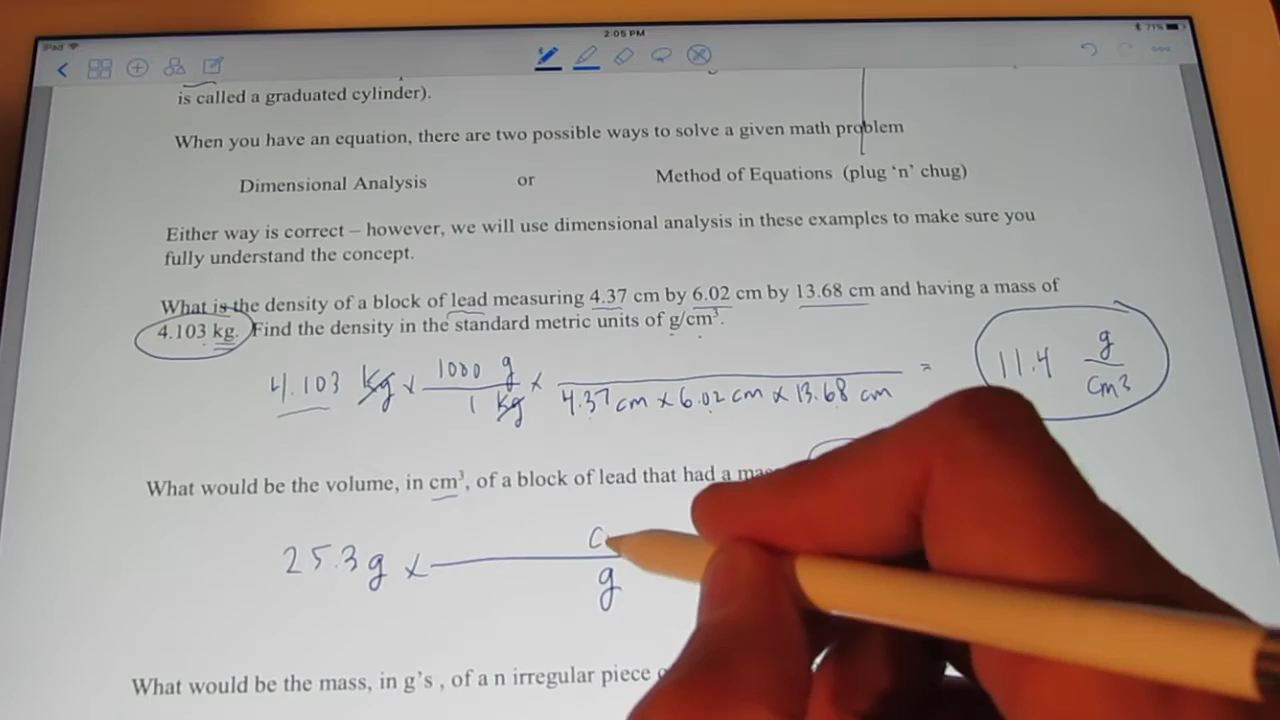 iPad 2:05 PM 71%
is called a graduated cylinder).
When you have an equation, there are two possible ways to solve a given math problem
Dimensional Analysis or Method of Equations (plug ‘n’ chug)
Either way is correct – however, we will use dimensional analysis in these examples to make sure you
fully understand the concept.
What is the density of a block of lead measuring 4.37 cm by 6.02 cm by 13.68 cm and having a mass of
4.103 kg. Find the density in the standard metric units of g/cm³.
4.103 kg × 1000 g × = 11.4 g
1 kg 4.37 cm × 6.02 cm × 13.68 cm cm3
What would be the volume, in cm³, of a block of lead that had a mass
25.3 g × c
g
What would be the mass, in g’s , of a n irregular piece